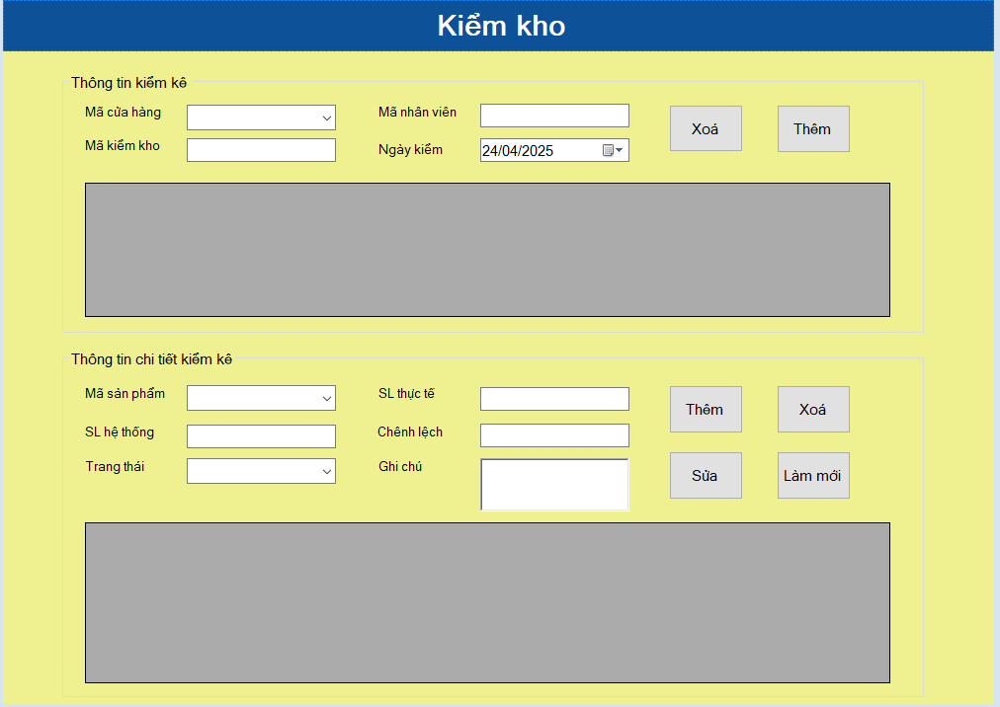 Kiểm kho
Thông tin kiểm kê
Mã cửa hàng
Mã nhân viên
Xoá
Thêm
Mã kiểm kho
Ngày kiểm
24/04/2025
Thông tin chi tiết kiểm kê
Mã sản phẩm
SL thực tế
Thêm
Xoá
SL hệ thống
Chênh lệch
Trang thái
Ghi chú
Sửa
Làm mới